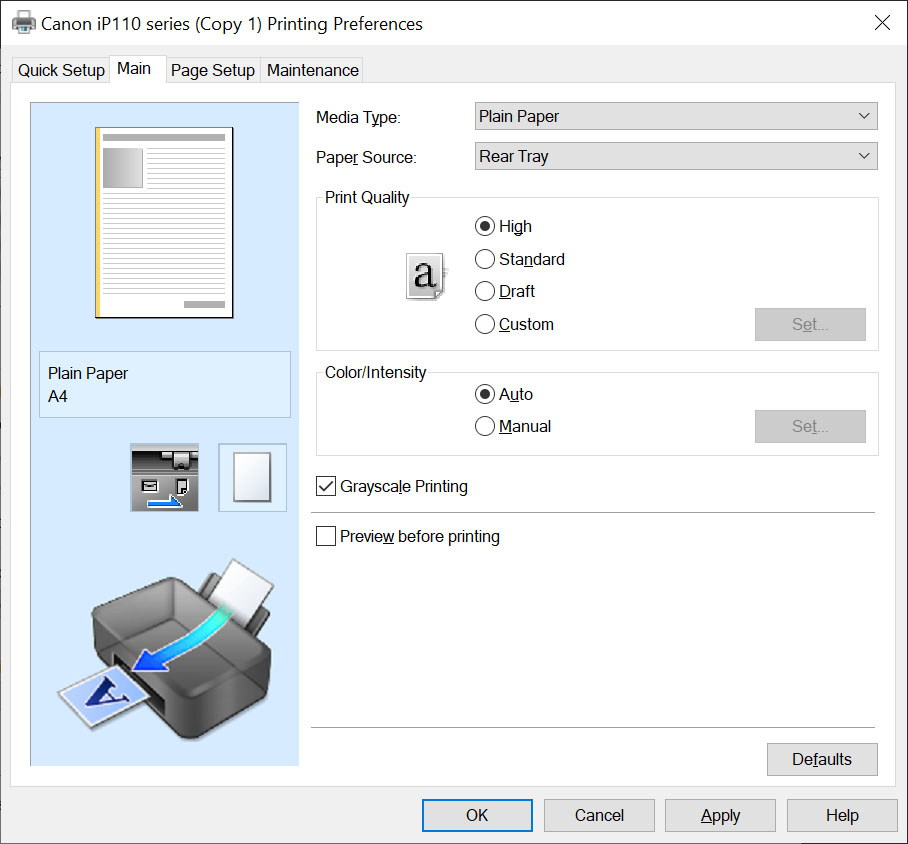 Canon iP110 series (Copy 1) Printing Preferences
Quick Setup Main Page Setup Maintenance
Media Type: Plain Paper
Paper Source: Rear Tray
Print Quality
High
Standard
Draft
Custom Set...
a
Color/Intensity
Auto
Manual Set...
Grayscale Printing
Preview before printing
Plain Paper
A4
A
Defaults
OK Cancel Apply Help